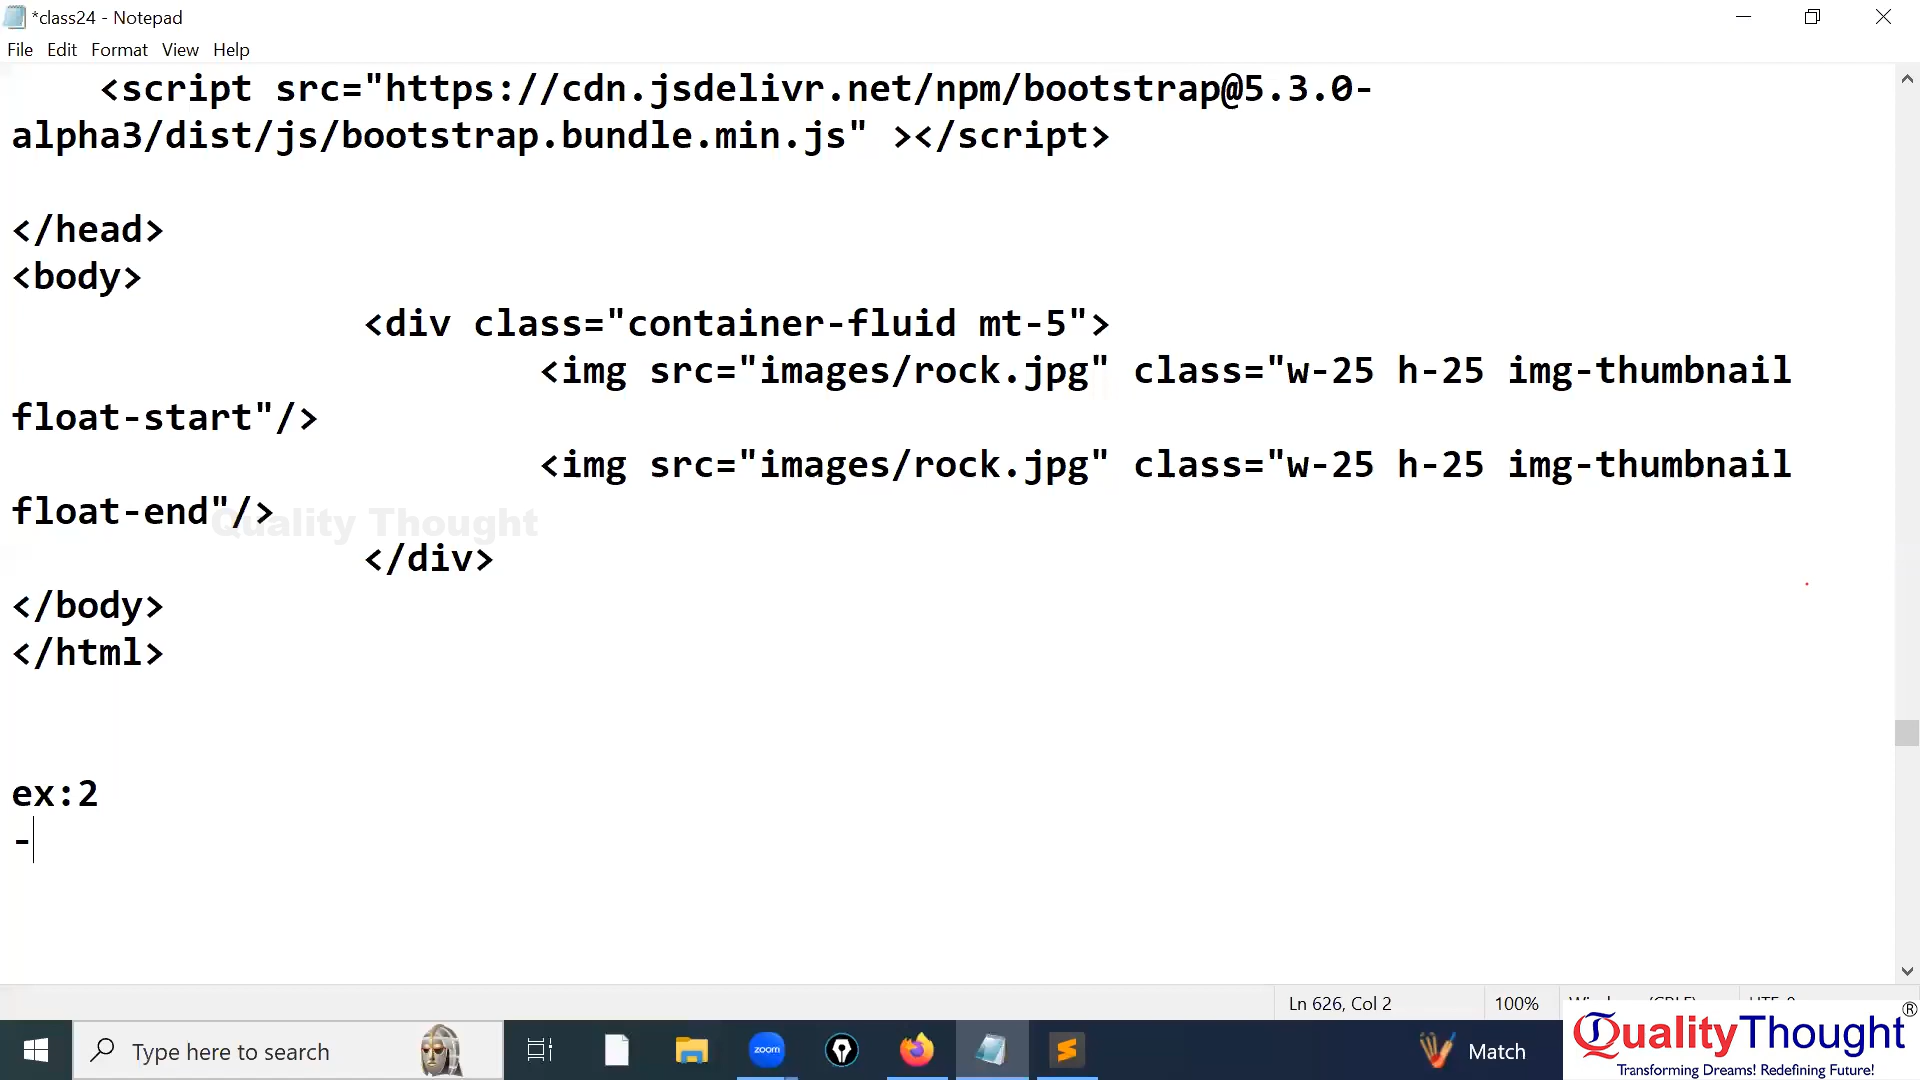 *class24 - Notepad
File Edit Format View Help
<script src="https://cdn.jsdelivr.net/npm/bootstrap@5.3.0-
alpha3/dist/js/bootstrap.bundle.min.js" ></script>
</head>
<body>
<div class="container-fluid mt-5">
<img src="images/rock.jpg" class="w-25 h-25 img-thumbnail
float-start"/>
<img src="images/rock.jpg" class="w-25 h-25 img-thumbnail
float-end"/>
Quality Thought
</div>
</body>
</html>
ex:2
-
Ln 626, Col 2 100%
Type here to search
zoom
Match
QualityThought®
Transforming Dreams! Redefining Future!